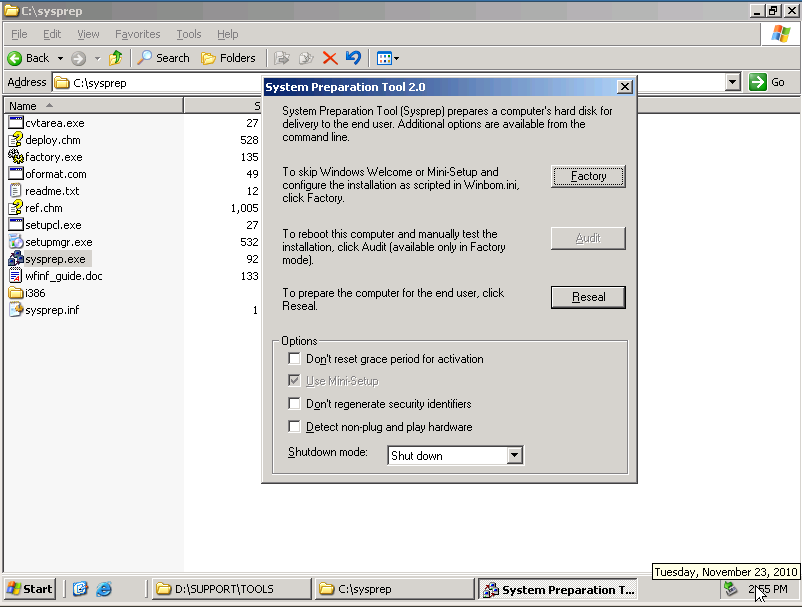 C:\sysprep
File Edit View Favorites Tools Help
Back Search Folders
Address C:\sysprep Go
Name S
cvtarea.exe 27
deploy.chm 528
factory.exe 135
oformat.com 49
readme.txt 12
ref.chm 1,005
setupcl.exe 27
setupmgr.exe 532
sysprep.exe 92
wfinf_guide.doc 133
i386
sysprep.inf 1
System Preparation Tool 2.0
System Preparation Tool (Sysprep) prepares a computer's hard disk for
delivery to the end user. Additional options are available from the
command line.
To skip Windows Welcome or Mini-Setup and
configure the installation as scripted in Winbom.ini,
click Factory.
Factory
To reboot this computer and manually test the
installation, click Audit (available only in Factory
mode).
Audit
To prepare the computer for the end user, click
Reseal.
Reseal
Options
Don't reset grace period for activation
Use Mini-Setup
Don't regenerate security identifiers
Detect non-plug and play hardware
Shutdown mode: Shut down
Tuesday, November 23, 2010
Start D:\SUPPORT\TOOLS C:\sysprep System Preparation T... 2:55 PM